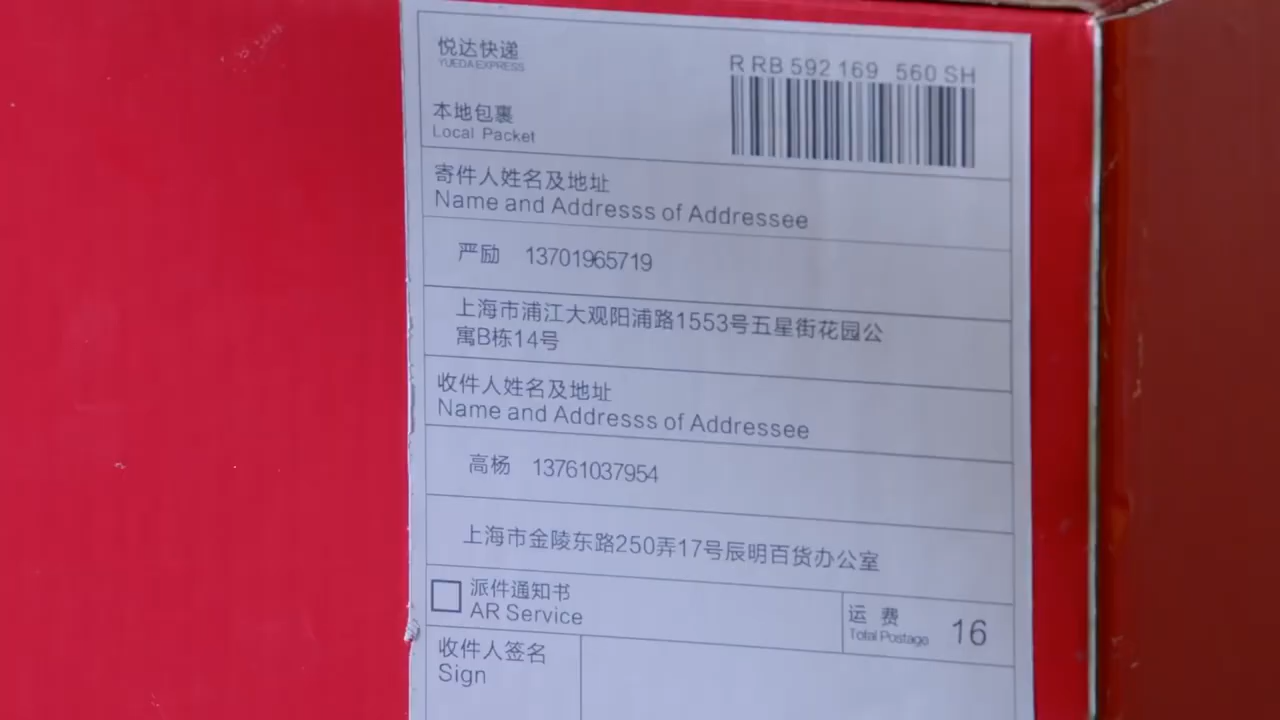 悦达快递
YUEDA EXPRESS
R RB 592 169 560 SH
本地包裹
Local Packet
寄件人姓名及地址
Name and Addresss of Addressee
严励 13701965719
上海市浦江大观阳浦路1553号五星街花园公
寓B栋14号
收件人姓名及地址
Name and Addresss of Addressee
高杨 13761037954
上海市金陵东路250弄17号辰明百货办公室
派件通知书
AR Service
运 费
Total Postage
16
收件人签名
Sign